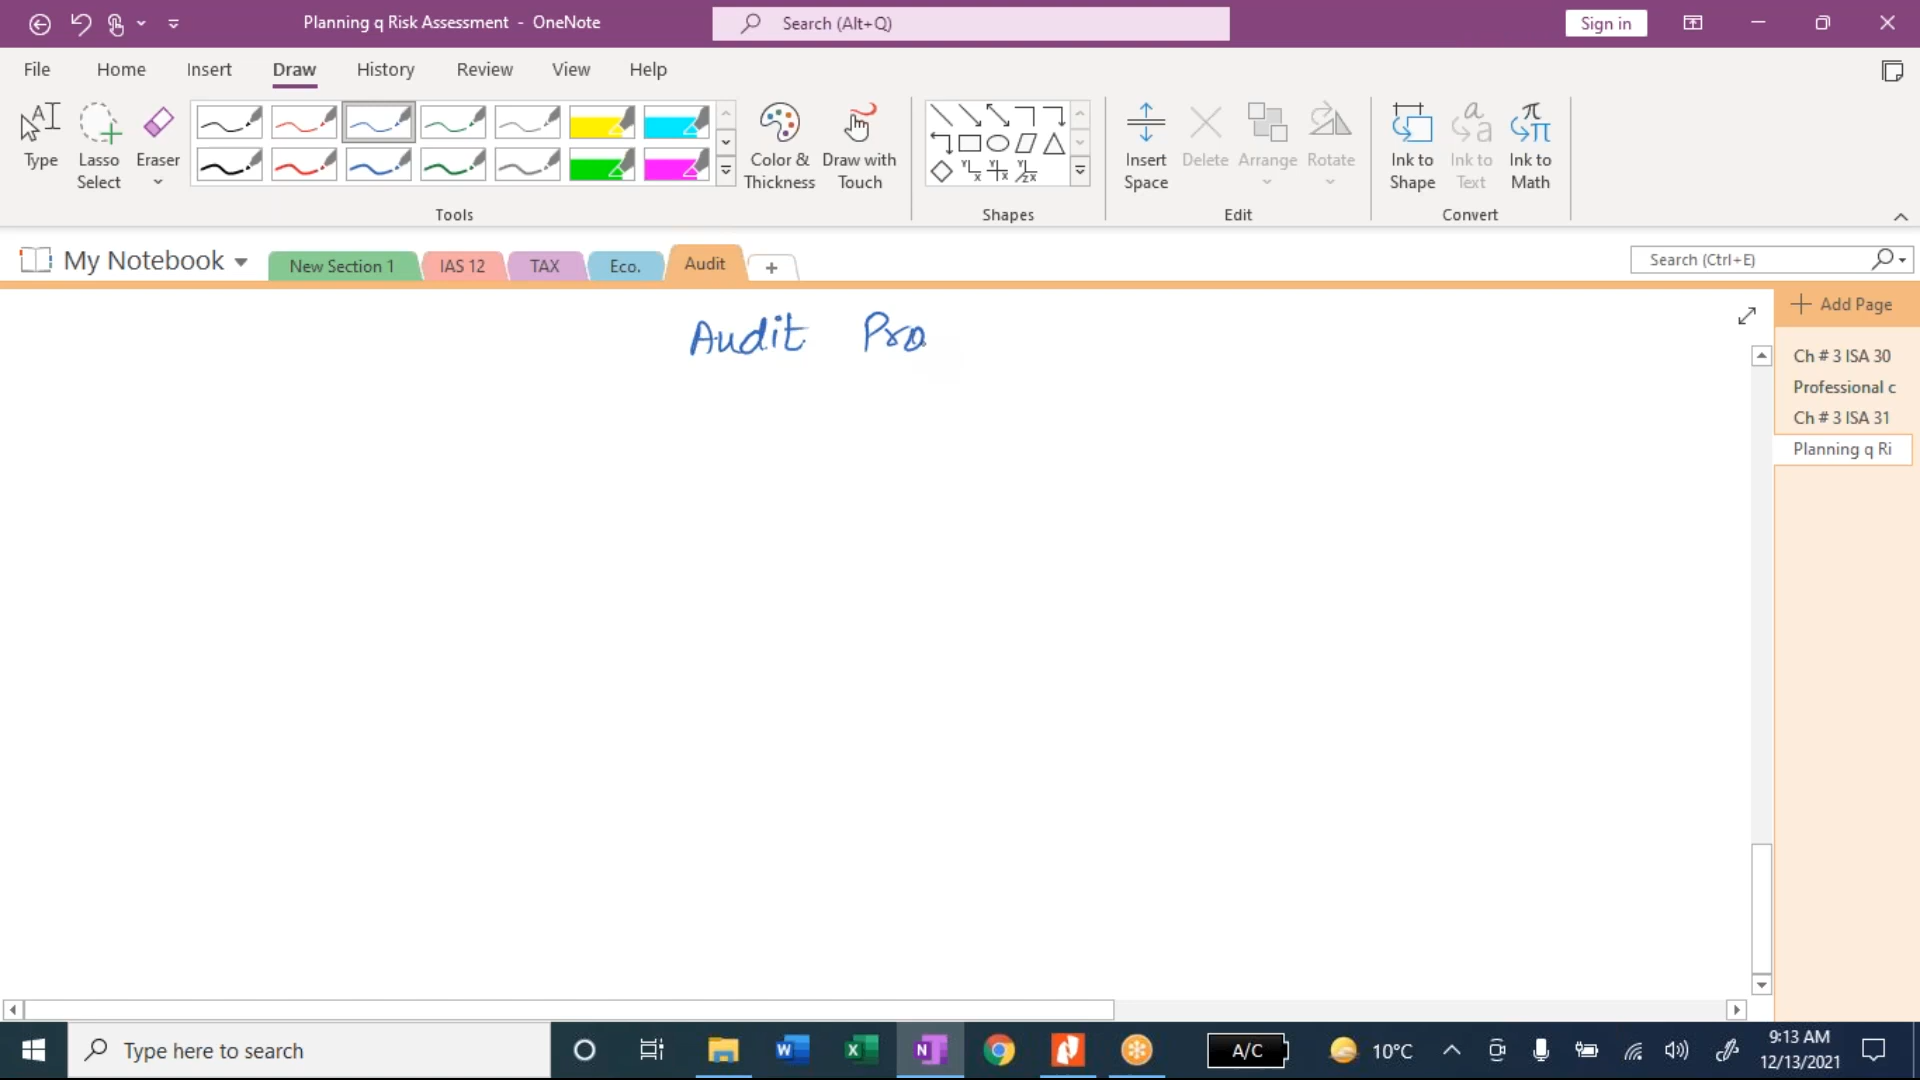 Planning q Risk Assessment - OneNote
Search (Alt+Q)
Sign in
File Home Insert Draw History Review View Help
Type
Lasso Select
Eraser
Color & Thickness
Draw with Touch
Insert Space
Delete
Arrange
Rotate
Ink to Shape
Ink to Text
Ink to Math
Tools Shapes Edit Convert
My Notebook New Section 1 IAS 12 TAX Eco. Audit
Search (Ctrl+E)
Add Page
Audit Pro
Ch # 3 ISA 30
Professional c
Ch # 3 ISA 31
Planning q Ri
Type here to search
A/C
10°C
9:13 AM
12/13/2021